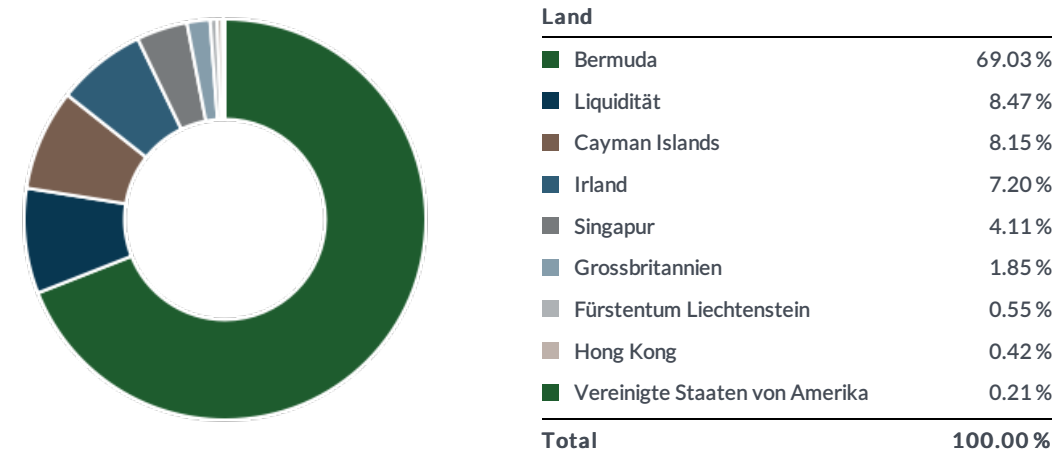 Land
Bermuda 69.03 %
Liquidität 8.47 %
Cayman Islands 8.15 %
Irland 7.20 %
Singapur 4.11 %
Grossbritannien 1.85 %
Fürstentum Liechtenstein 0.55 %
Hong Kong 0.42 %
Vereinigte Staaten von Amerika 0.21 %
Total 100.00 %